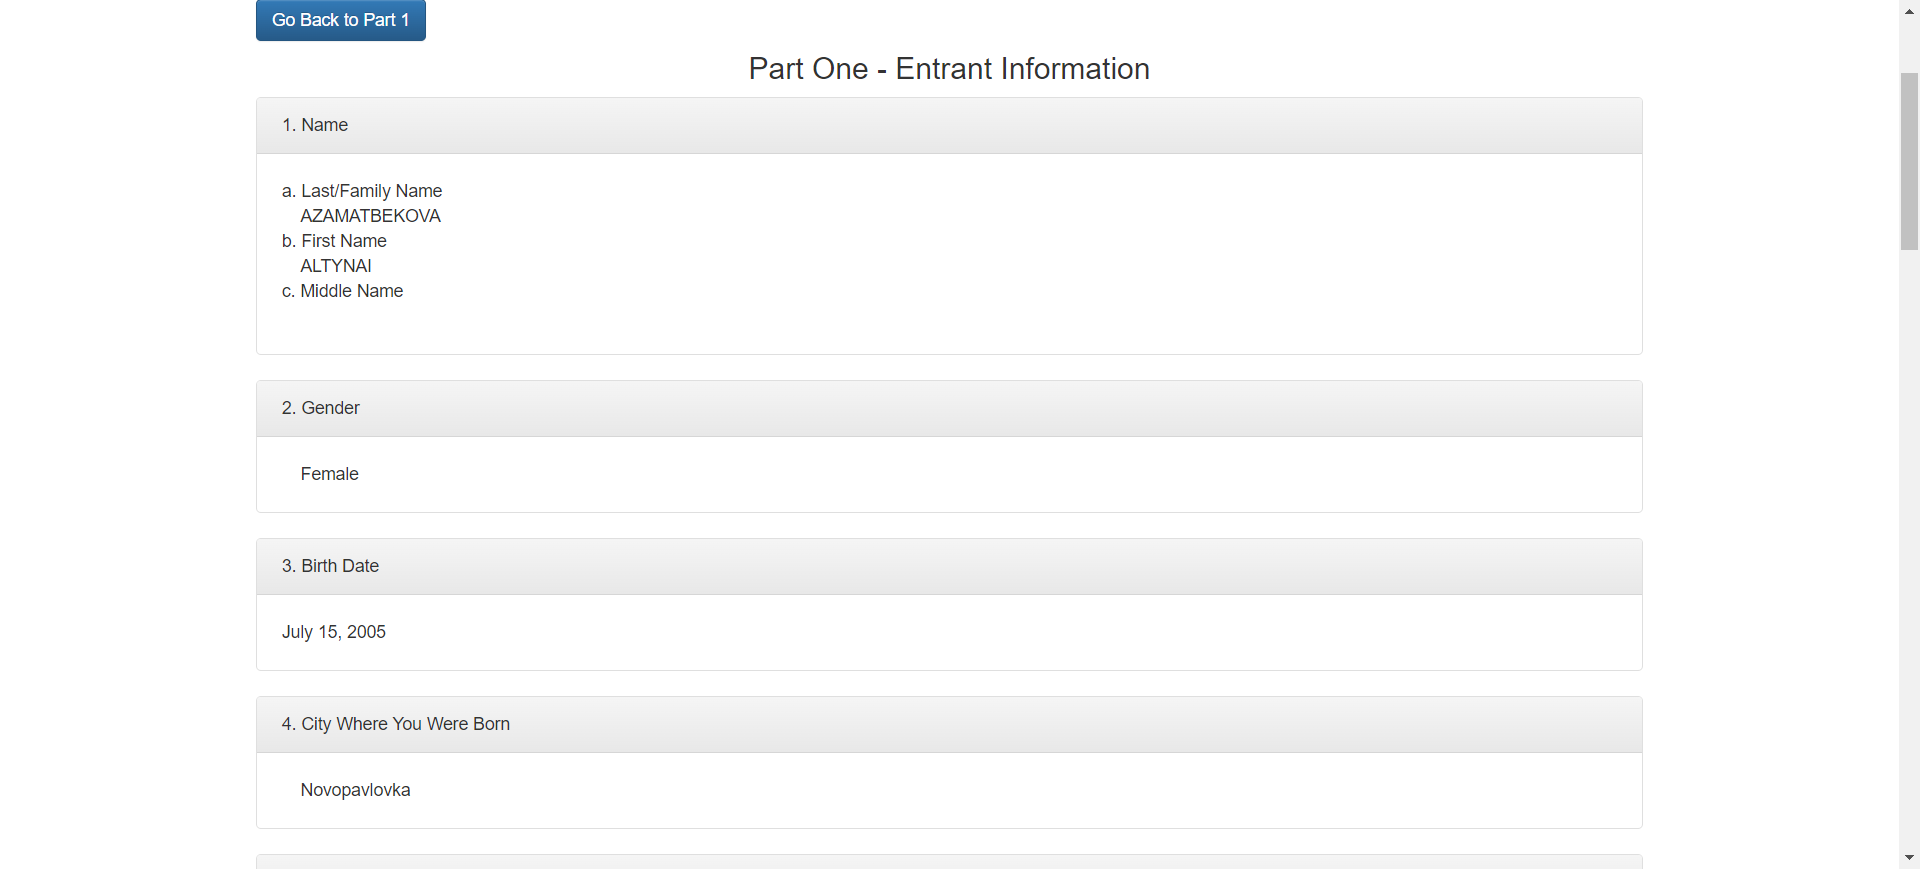 Go Back to Part 1
Part One - Entrant Information
1. Name
a. Last/Family Name
AZAMATBEKOVA
b. First Name
ALTYNAI
c. Middle Name
2. Gender
Female
3. Birth Date
July 15, 2005
4. City Where You Were Born
Novopavlovka